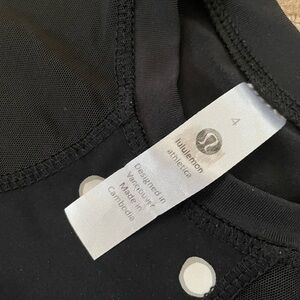 4
lululemon
athletica
Designed in
Vancouver
Made in
Cambodia